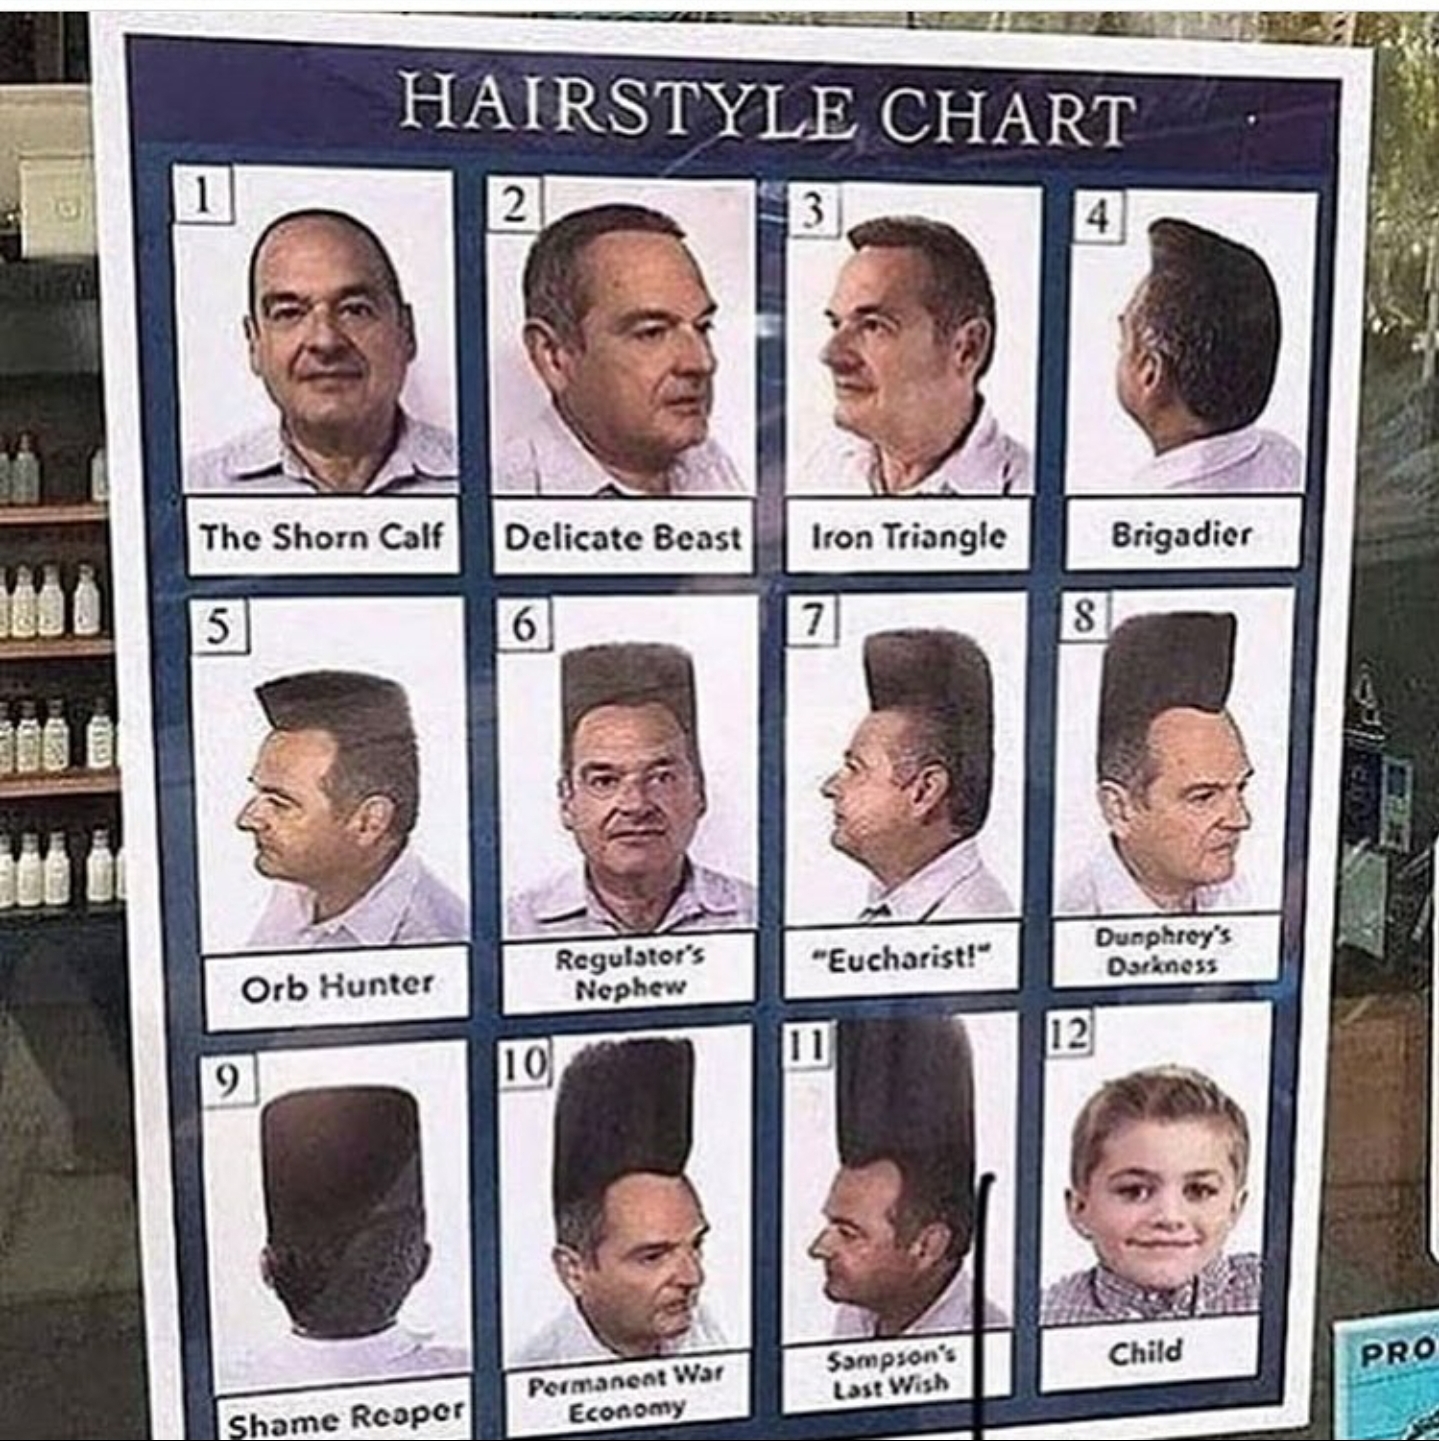 HAIRSTYLE CHART
1
2
3
4
The Shorn Calf
Delicate Beast
Iron Triangle
Brigadier
5
6
7
8
Orb Hunter
Regulator's
Nephew
"Eucharist!"
Dunphrey's
Darkness
9
10
11
12
Shame Reaper
Permanent War
Economy
Sampson's
Last Wish
Child
PRO